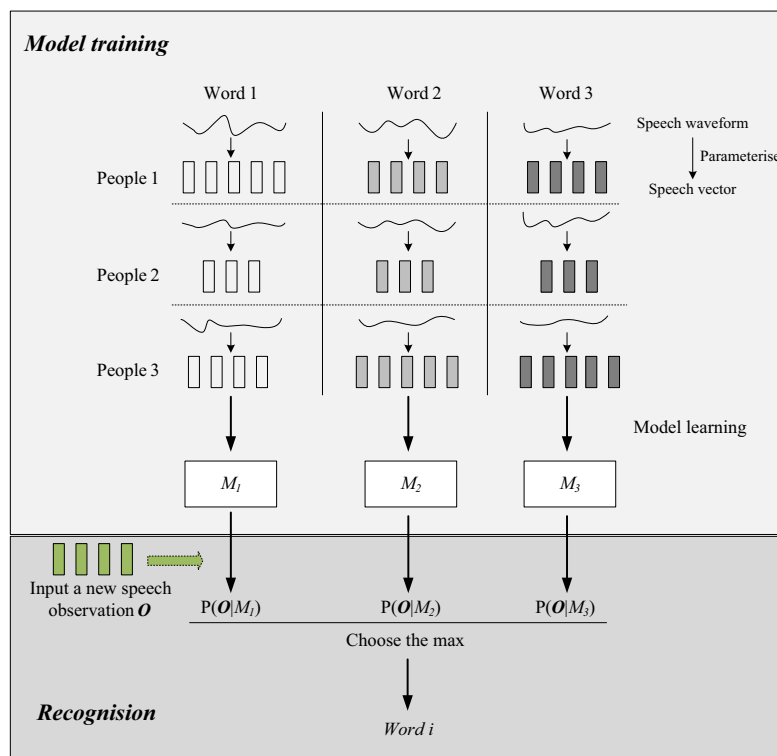 Model training
Word 1
Word 2
Word 3
Speech waveform
Parameterise
Speech vector
People 1
People 2
People 3
Model learning
M1
M2
M3
Input a new speech
observation O
P(O|M1)
P(O|M2)
P(O|M3)
Choose the max
Recognision
Word i